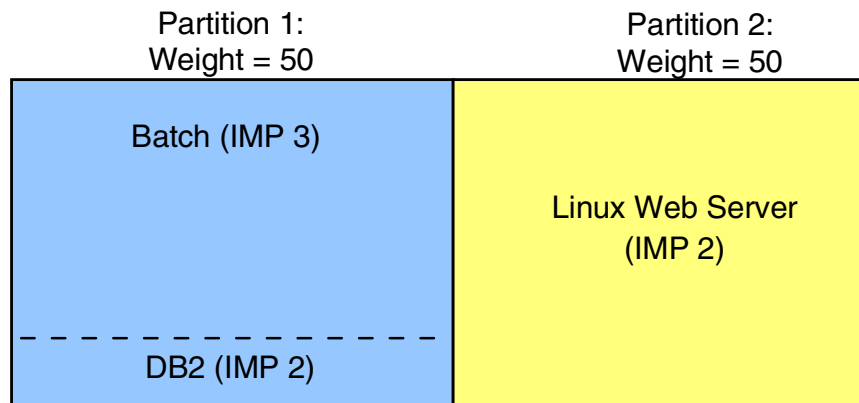 Partition 1:
Weight = 50
Partition 2:
Weight = 50
Batch (IMP 3)
DB2 (IMP 2)
Linux Web Server
(IMP 2)